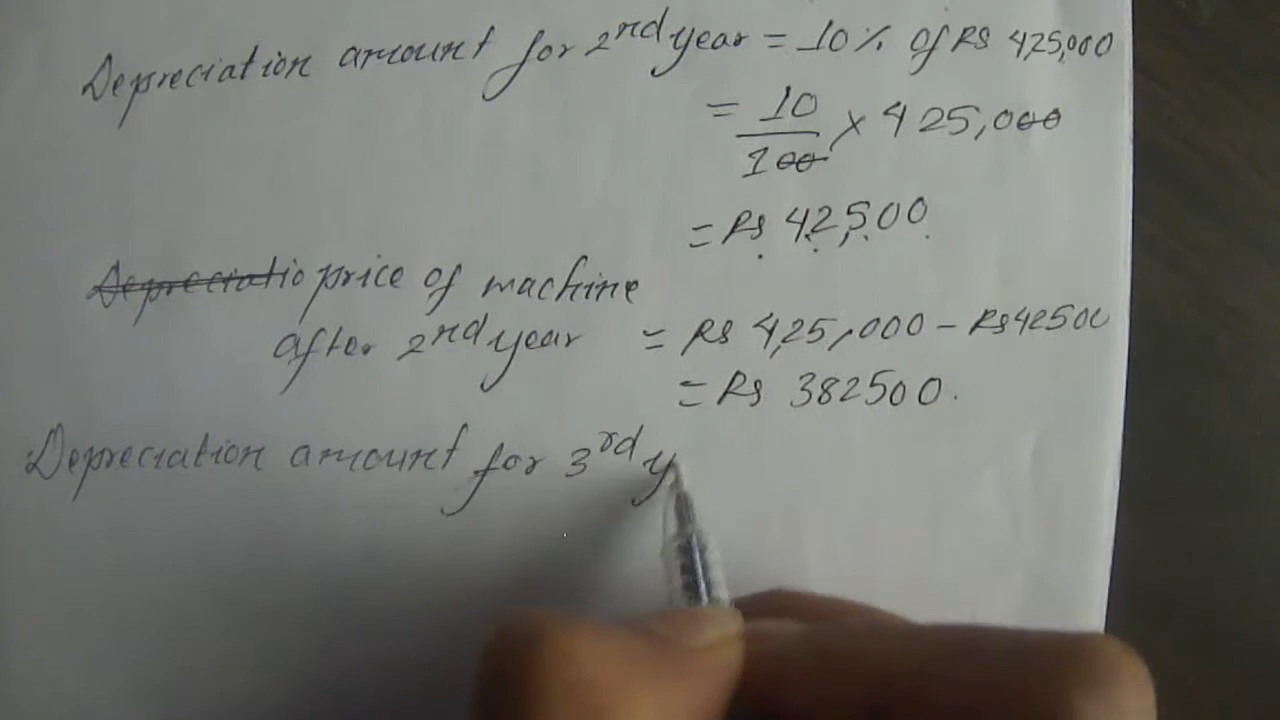 Depreciation amount for 2nd year = 10% of Rs 425,000
= 10/100 × 425,000
= Rs 42500
Depreciatio price of machine
after 2nd year = Rs 425,000 - Rs 42500
= Rs 382500.
Depreciation amount for 3rd y